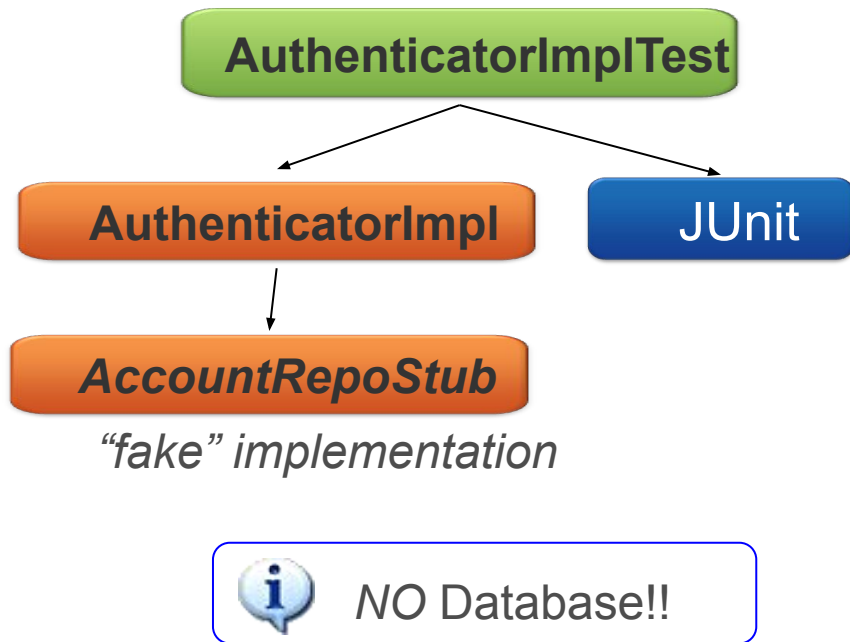 AuthenticatorImplTest
AuthenticatorImpl
JUnit
AccountRepoStub
“fake” implementation
NO Database!!